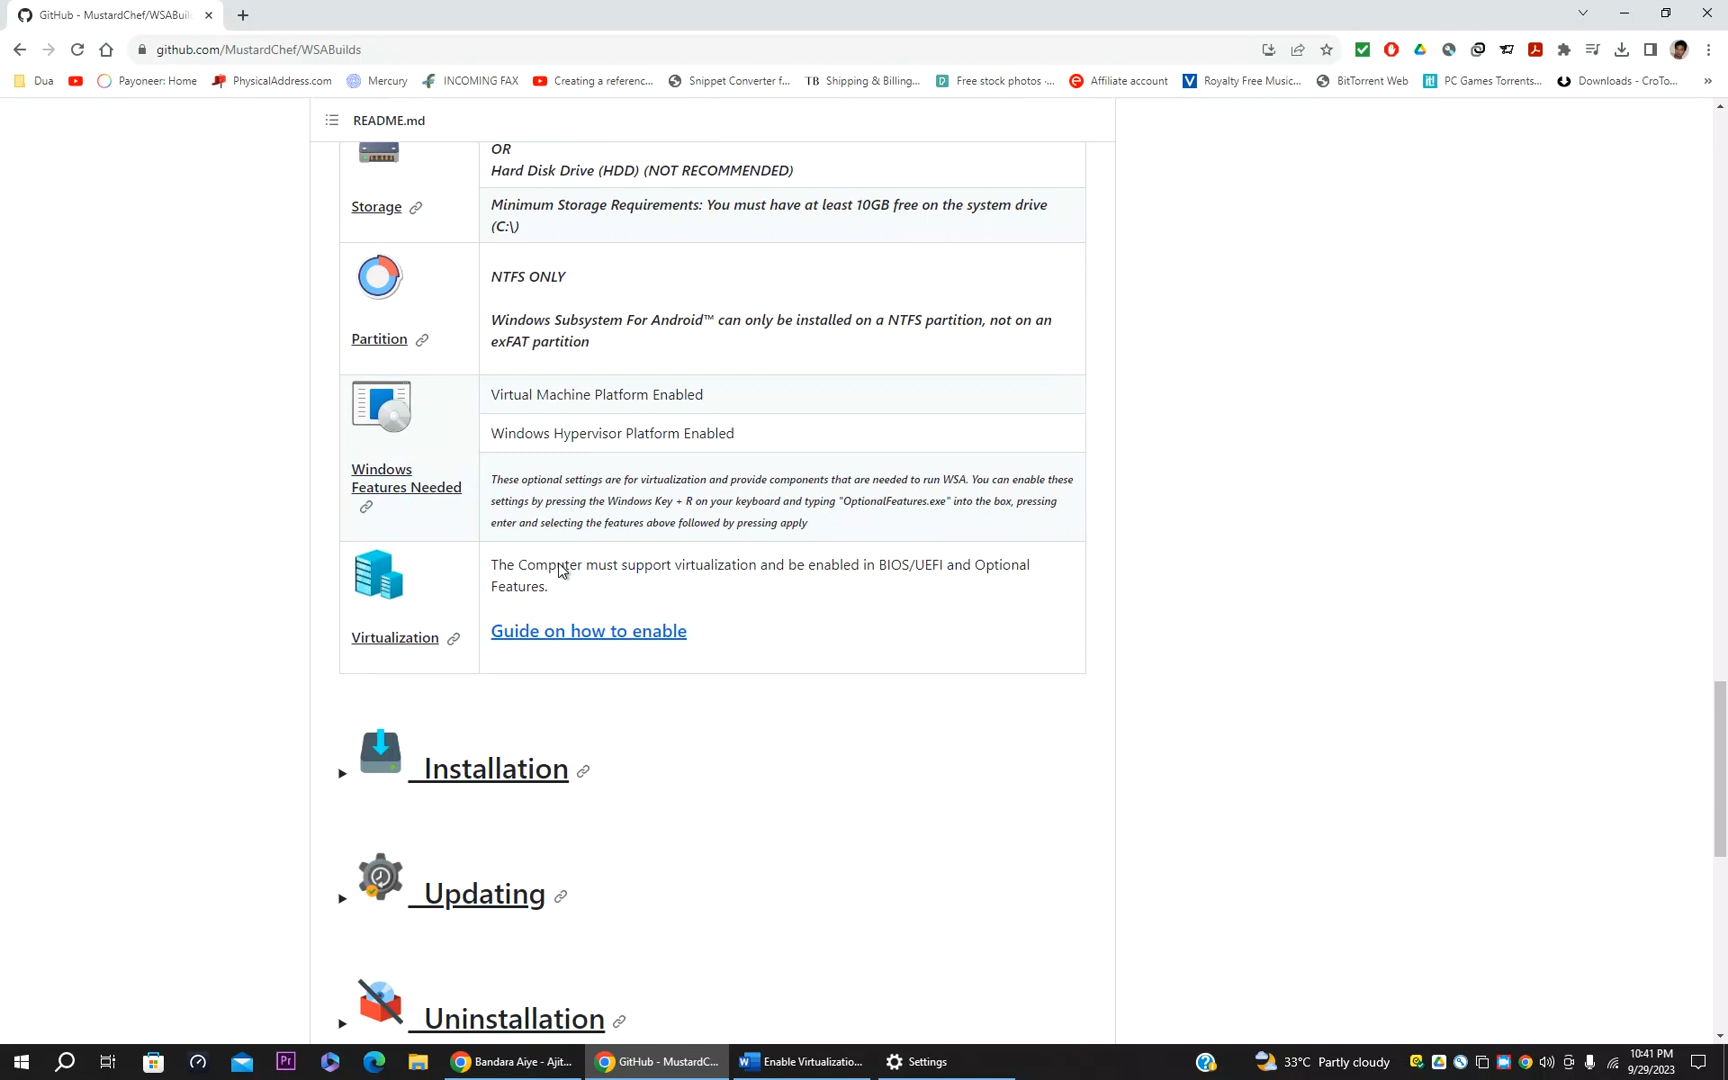 GitHub - MustardChef/WSABuil
github.com/MustardChef/WSABuilds
Dua
Payoneer: Home
PhysicalAddress.com
Mercury
INCOMING FAX
Creating a referenc...
Snippet Converter f...
TB Shipping & Billing...
Free stock photos ·...
Affiliate account
Royalty Free Music...
BitTorrent Web
PC Games Torrents...
Downloads - CroTo...
»
README.md
OR
Hard Disk Drive (HDD) (NOT RECOMMENDED)
Storage
Minimum Storage Requirements: You must have at least 10GB free on the system drive
(C:\)
NTFS ONLY
Partition
Windows Subsystem For Android™ can only be installed on a NTFS partition, not on an
exFAT partition
Windows
Features Needed
Virtual Machine Platform Enabled
Windows Hypervisor Platform Enabled
These optional settings are for virtualization and provide components that are needed to run WSA. You can enable these
settings by pressing the Windows Key + R on your keyboard and typing "OptionalFeatures.exe" into the box, pressing
enter and selecting the features above followed by pressing apply
Virtualization
The Computer must support virtualization and be enabled in BIOS/UEFI and Optional
Features.
Guide on how to enable
Installation
Updating
Uninstallation
Bandara Aiye - Ajit...
GitHub - MustardC...
Enable Virtualizatio...
Settings
33°C Partly cloudy
10:41 PM
9/29/2023